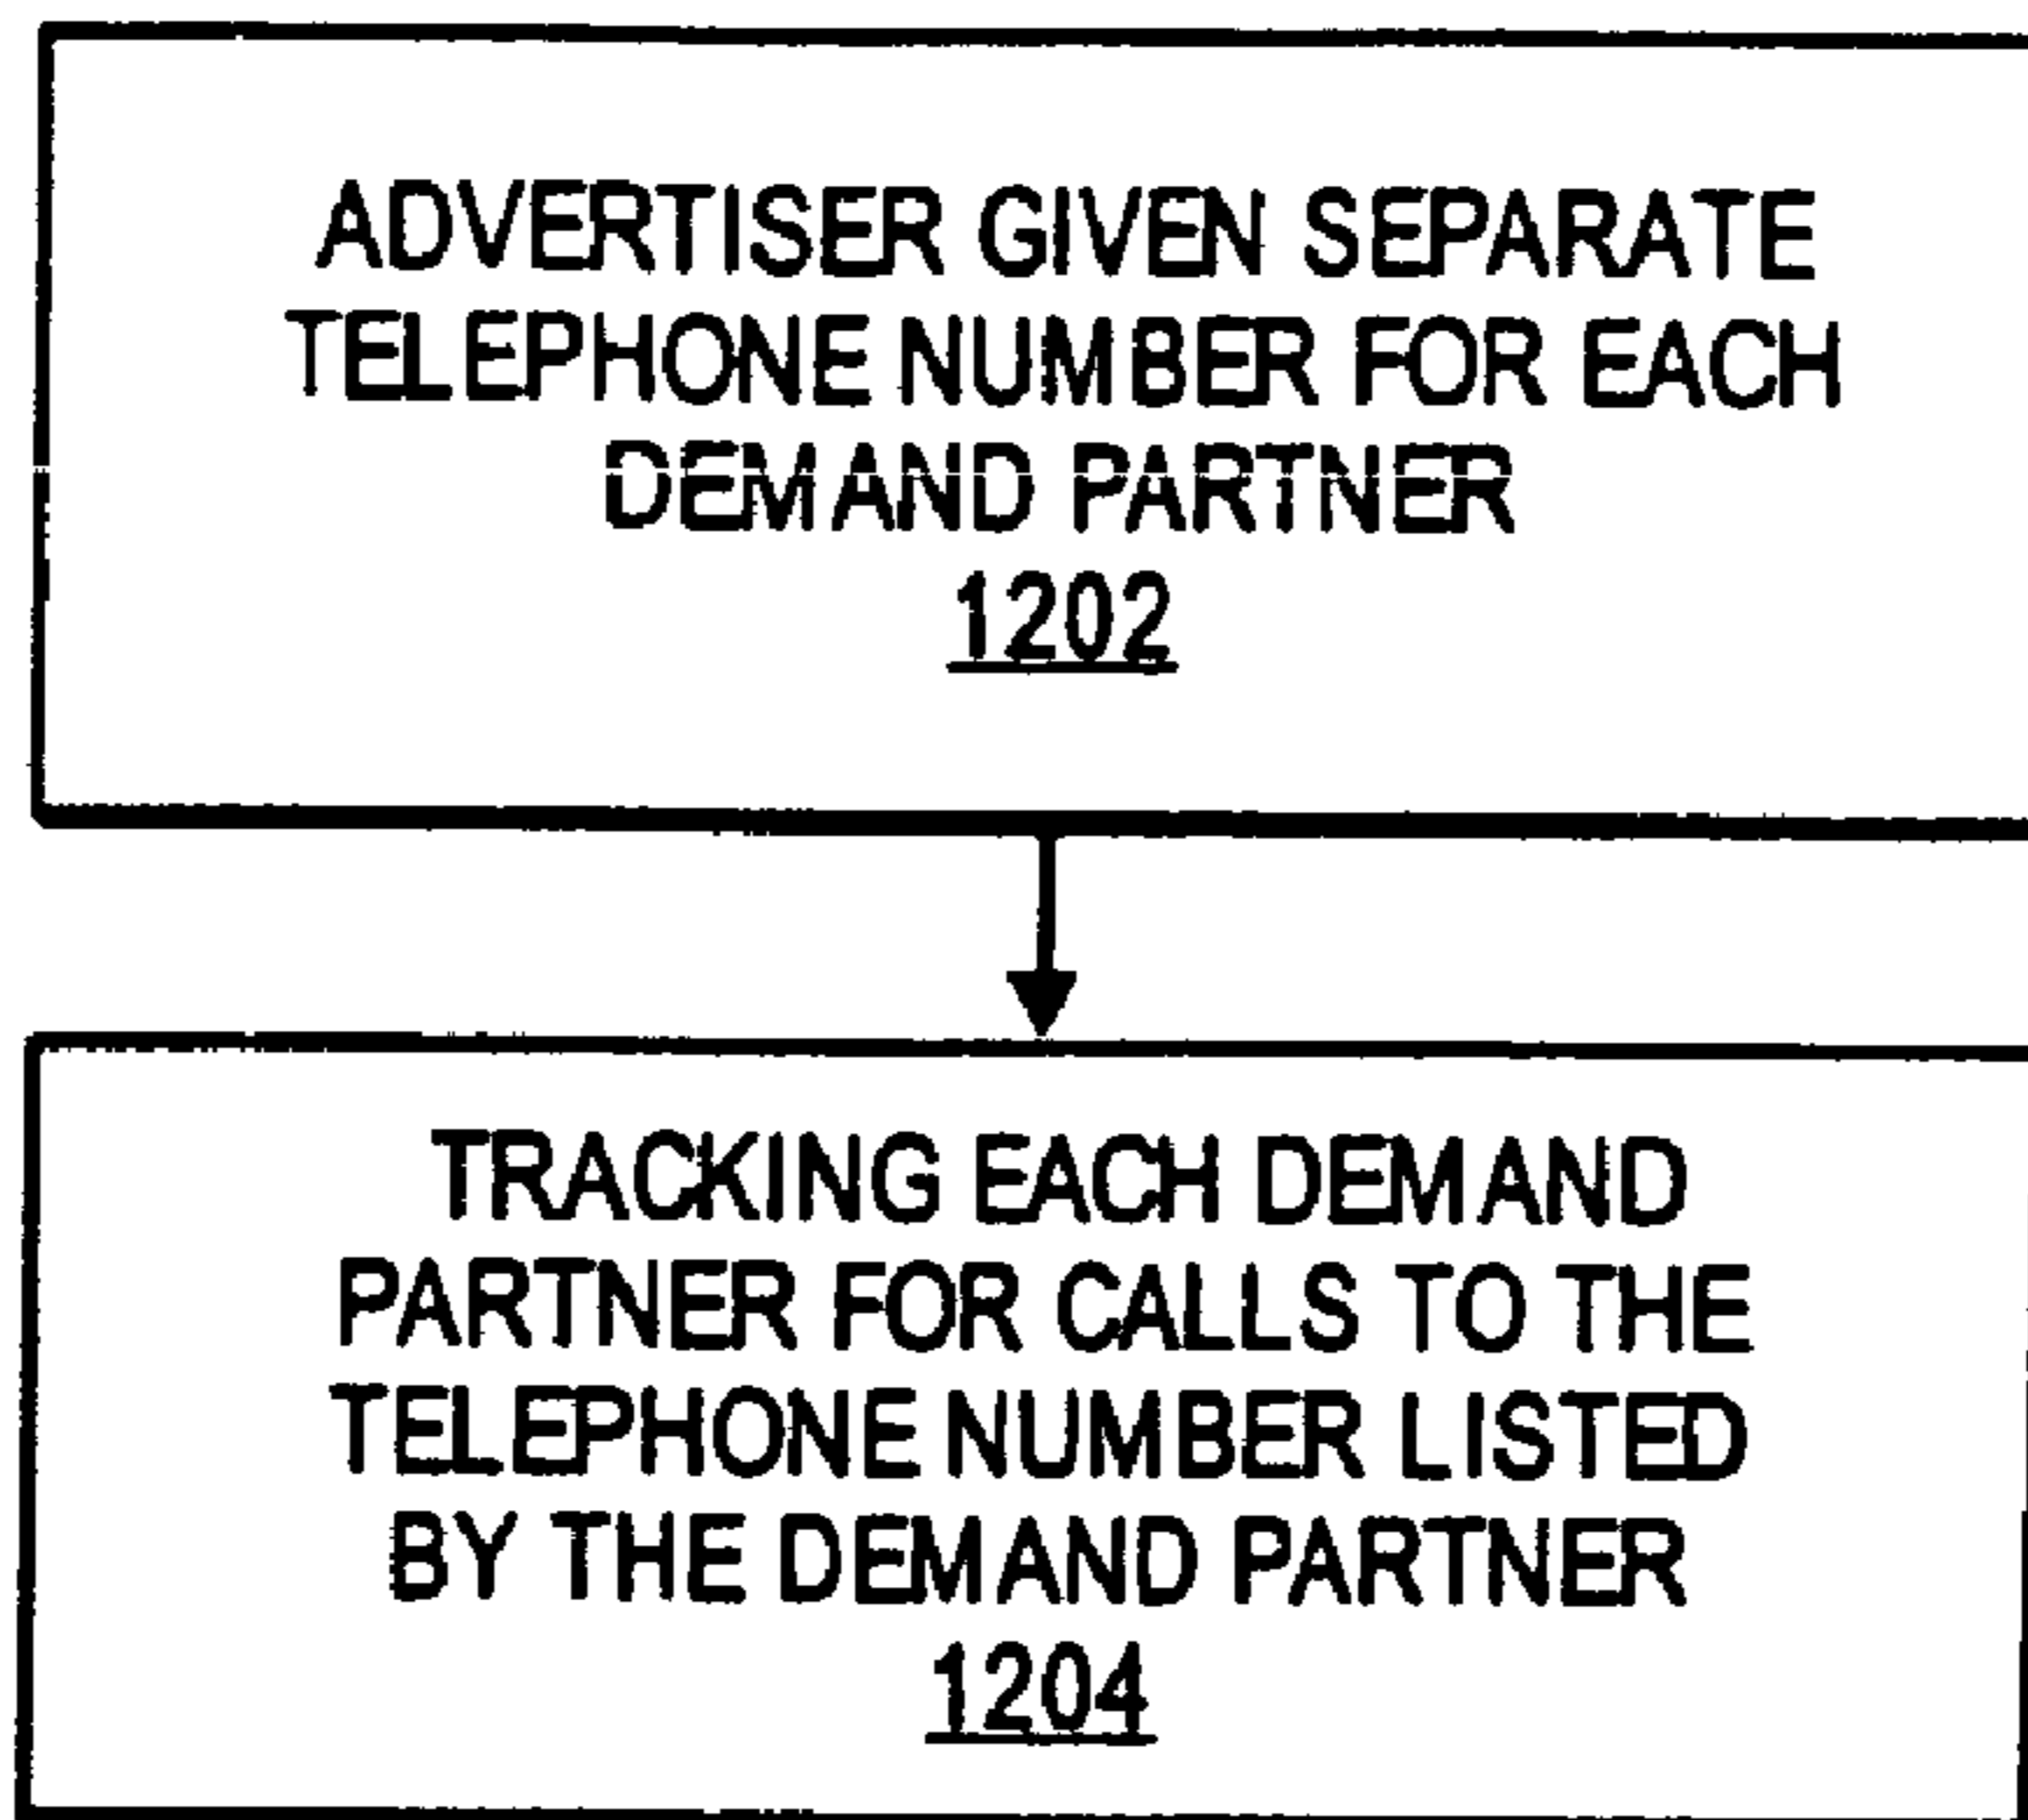 ADVERTISER GIVEN SEPARATE
TELEPHONE NUMBER FOR EACH
DEMAND PARTNER
1202
TRACKING EACH DEMAND
PARTNER FOR CALLS TO THE
TELEPHONE NUMBER LISTED
BY THE DEMAND PARTNER
1204